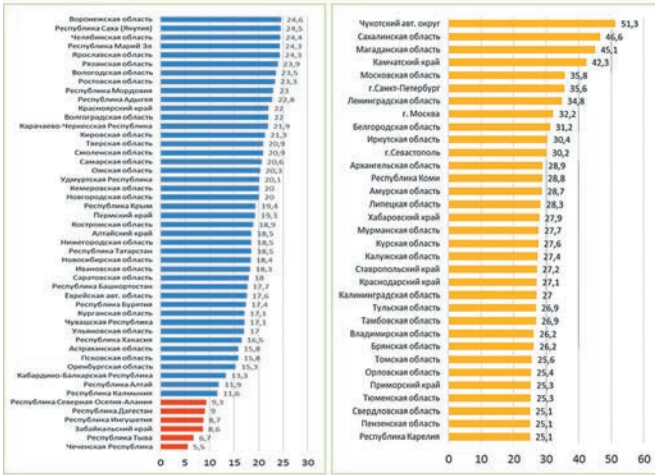 Воронежская область 24,6
Республика Саха (Якутия) 24,5
Челябинская область 24,4
Республика Марий Эл 24,3
Ярославская область 24,3
Рязанская область 23,9
Вологодская область 23,5
Ростовская область 23,3
Республика Мордовия 23
Республика Адыгея 22,8
Красноярский край 22
Волгоградская область 22
Карачаево-Черкесская Республика 21,9
Кировская область 21,3
Тверская область 20,9
Смоленская область 20,9
Самарская область 20,6
Омская область 20,3
Удмуртская Республика 20,1
Кемеровская область 20
Новгородская область 20
Республика Крым 19,4
Пермский край 19,3
Костромская область 18,9
Алтайский край 18,5
Нижегородская область 18,5
Республика Татарстан 18,5
Новосибирская область 18,4
Ивановская область 18,3
Саратовская область 18
Республика Башкортостан 17,7
Еврейская авт. область 17,6
Республика Бурятия 17,4
Курганская область 17,1
Чувашская Республика 17,1
Ульяновская область 17
Республика Хакасия 16,5
Астраханская область 15,8
Псковская область 15,8
Оренбургская область 15,3
Кабардино-Балкарская Республика 13,3
Республика Алтай 11,9
Республика Калмыкия 11,6
Республика Северная Осетия-Алания 9,3
Республика Дагестан 9
Республика Ингушетия 8,7
Забайкальский край 8,6
Республика Тыва 6,7
Чеченская Республика 5,5
0 5 10 15 20 25 30
Чукотский авт. округ 51,3
Сахалинская область 46,6
Магаданская область 45,1
Камчатский край 42,3
Московская область 35,8
г.Санкт-Петербург 35,6
Ленинградская область 34,8
г. Москва 32,2
Белгородская область 31,2
Иркутская область 30,4
г.Севастополь 30,2
Архангельская область 28,9
Республика Коми 28,8
Амурская область 28,7
Липецкая область 28,3
Хабаровский край 27,9
Мурманская область 27,7
Курская область 27,6
Калужская область 27,4
Ставропольский край 27,2
Краснодарский край 27,1
Калининградская область 27
Тульская область 26,9
Тамбовская область 26,9
Владимирская область 26,2
Брянская область 26,2
Томская область 25,6
Орловская область 25,4
Приморский край 25,3
Тюменская область 25,3
Свердловская область 25,1
Пензенская область 25,1
Республика Карелия 25,1
0 10 20 30 40 50 60